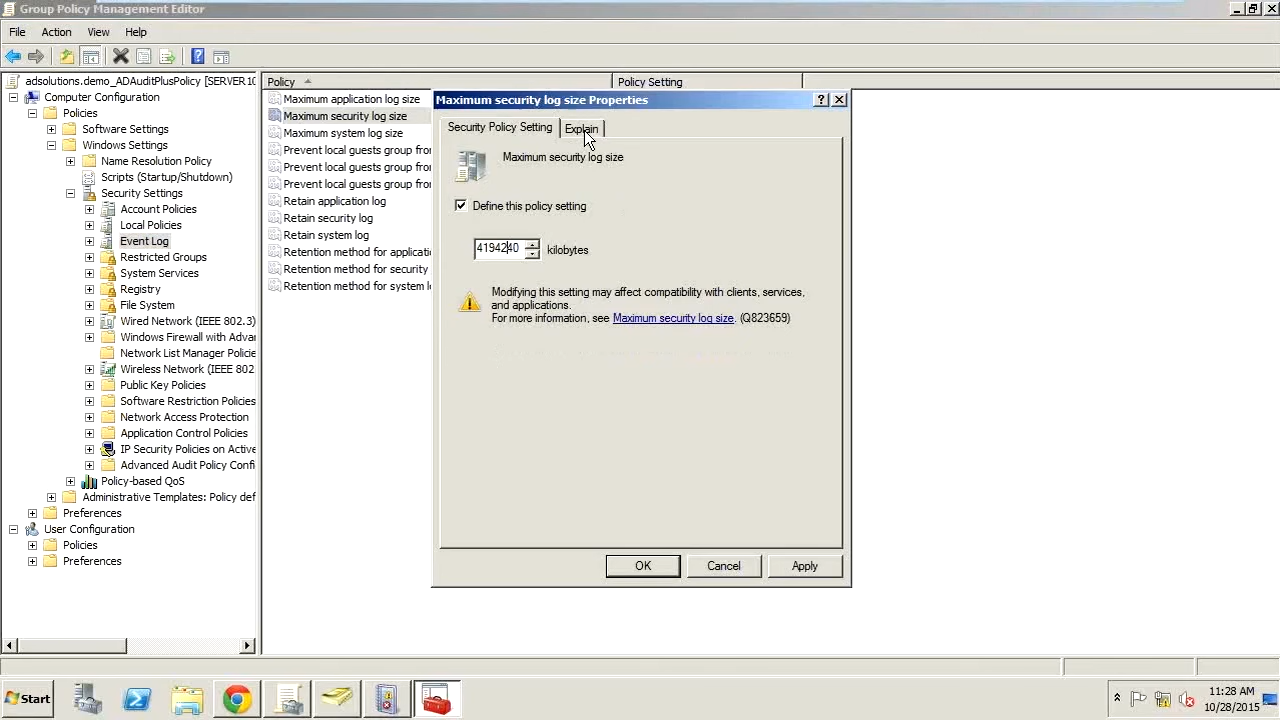 Group Policy Management Editor
File Action View Help
adsolutions.demo_ADAuditPlusPolicy [SERVER10
Computer Configuration
Policies
Software Settings
Windows Settings
Name Resolution Policy
Scripts (Startup/Shutdown)
Security Settings
Account Policies
Local Policies
Event Log
Restricted Groups
System Services
Registry
File System
Wired Network (IEEE 802.3)
Windows Firewall with Advan
Network List Manager Policie
Wireless Network (IEEE 802
Public Key Policies
Software Restriction Policies
Network Access Protection
Application Control Policies
IP Security Policies on Active
Advanced Audit Policy Confi
Policy-based QoS
Administrative Templates: Policy def
Preferences
User Configuration
Policies
Preferences
Policy Policy Setting
Maximum application log size
Maximum security log size
Maximum system log size
Prevent local guests group from
Prevent local guests group from
Prevent local guests group from
Retain application log
Retain security log
Retain system log
Retention method for applicati
Retention method for security
Retention method for system l
Maximum security log size Properties
Security Policy Setting Explain
Maximum security log size
Define this policy setting
4194240 kilobytes
Modifying this setting may affect compatibility with clients, services,
and applications.
For more information, see Maximum security log size. (Q823659)
OK Cancel Apply
Start
11:28 AM
10/28/2015